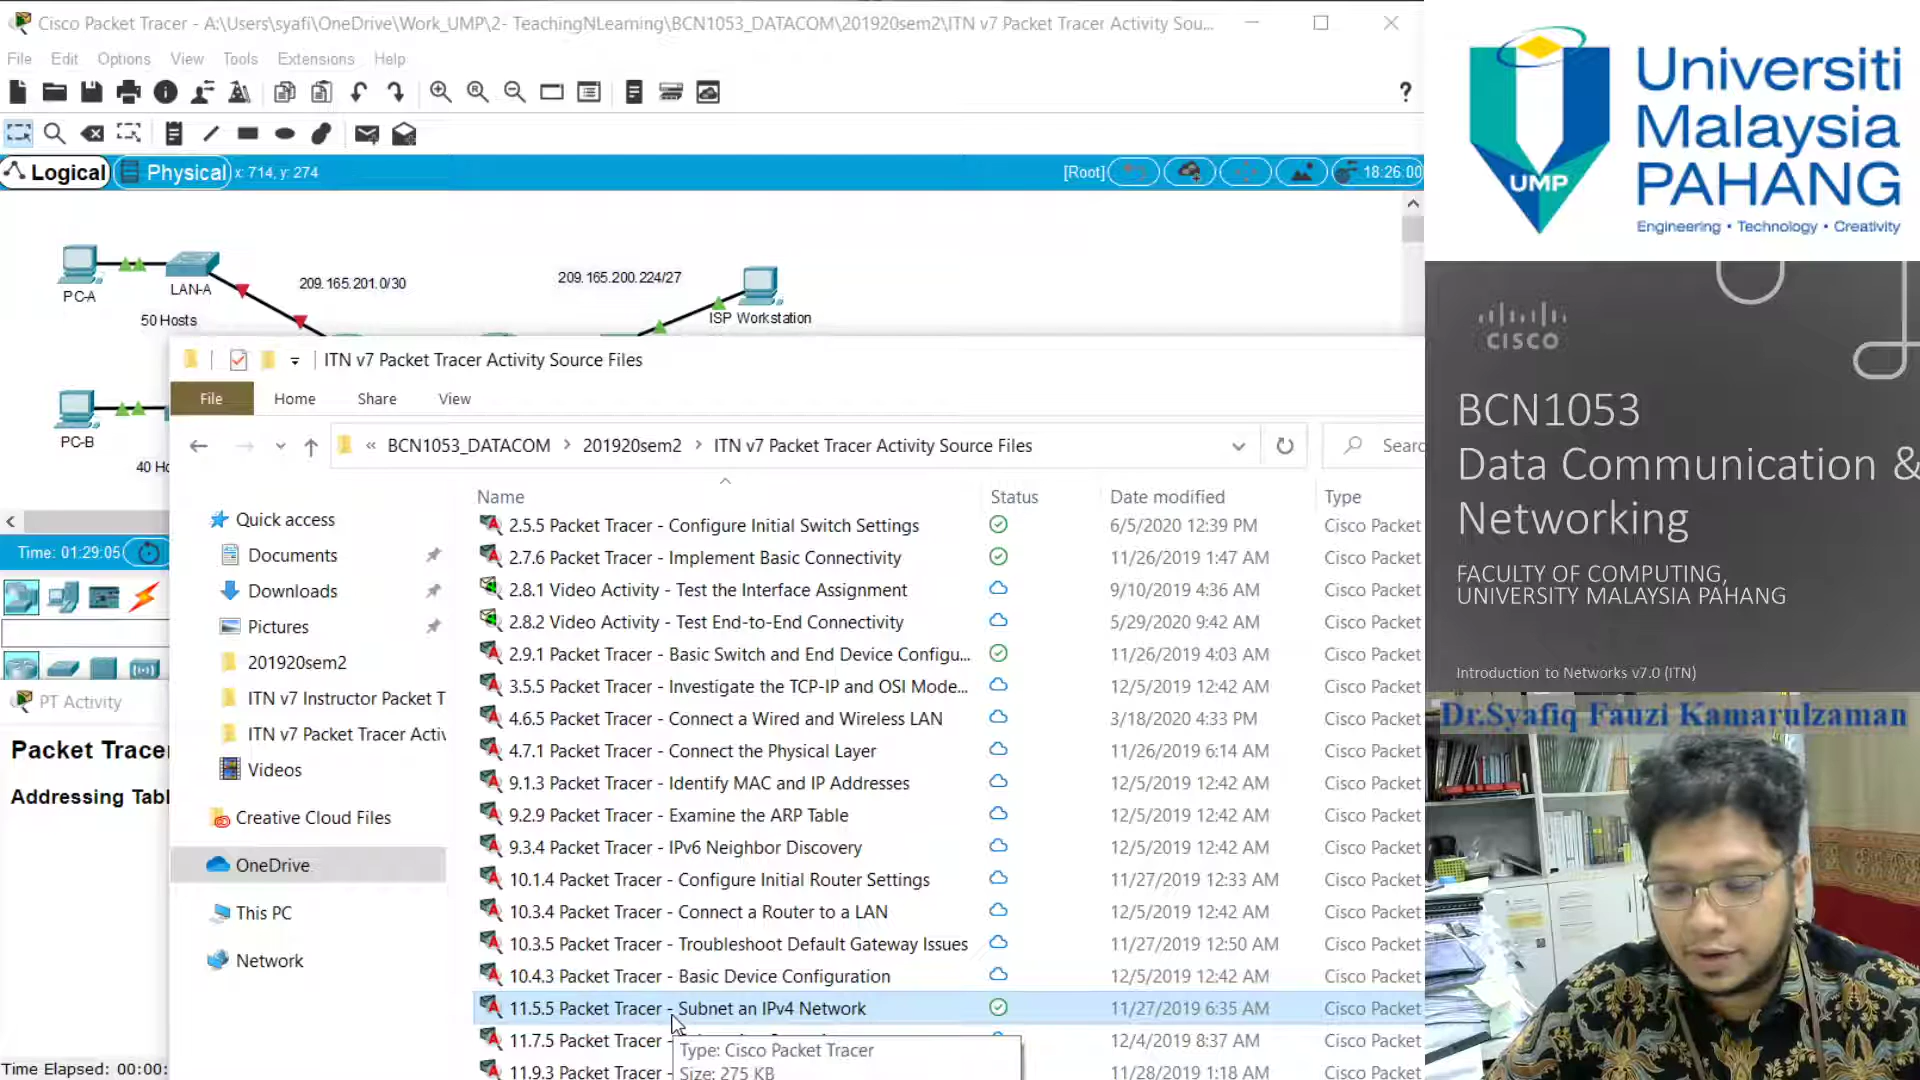 Cisco Packet Tracer - A:\Users\syafi\OneDrive\Work_UMP\2- TeachingNLearning\BCN1053_DATACOM\201920sem2\ITN v7 Packet Tracer Activity Sou...
File Edit Options View Tools Extensions Help
?
Logical Physical x: 714, y: 274 [Root] 18:26:00
PC-A
LAN-A
50 Hosts
209.165.201.0/30
209.165.200.224/27
ISP Workstation
PC-B
40 Ho
Time: 01:29:05
PT Activity
Packet Trace
Addressing Tab
Time Elapsed: 00:00:
ITN v7 Packet Tracer Activity Source Files
File Home Share View
« BCN1053_DATACOM > 201920sem2 > ITN v7 Packet Tracer Activity Source Files
Searc
Quick access
Documents
Downloads
Pictures
201920sem2
ITN v7 Instructor Packet T
ITN v7 Packet Tracer Activ
Videos
Creative Cloud Files
OneDrive
This PC
Network
Name Status Date modified Type
2.5.5 Packet Tracer - Configure Initial Switch Settings 6/5/2020 12:39 PM Cisco Packet
2.7.6 Packet Tracer - Implement Basic Connectivity 11/26/2019 1:47 AM Cisco Packet
2.8.1 Video Activity - Test the Interface Assignment 9/10/2019 4:36 AM Cisco Packet
2.8.2 Video Activity - Test End-to-End Connectivity 5/29/2020 9:42 AM Cisco Packet
2.9.1 Packet Tracer - Basic Switch and End Device Configu... 11/26/2019 4:03 AM Cisco Packet
3.5.5 Packet Tracer - Investigate the TCP-IP and OSI Mode... 12/5/2019 12:42 AM Cisco Packet
4.6.5 Packet Tracer - Connect a Wired and Wireless LAN 3/18/2020 4:33 PM Cisco Packet
4.7.1 Packet Tracer - Connect the Physical Layer 11/26/2019 6:14 AM Cisco Packet
9.1.3 Packet Tracer - Identify MAC and IP Addresses 12/5/2019 12:42 AM Cisco Packet
9.2.9 Packet Tracer - Examine the ARP Table 12/5/2019 12:42 AM Cisco Packet
9.3.4 Packet Tracer - IPv6 Neighbor Discovery 12/5/2019 12:42 AM Cisco Packet
10.1.4 Packet Tracer - Configure Initial Router Settings 11/27/2019 12:33 AM Cisco Packet
10.3.4 Packet Tracer - Connect a Router to a LAN 12/5/2019 12:42 AM Cisco Packet
10.3.5 Packet Tracer - Troubleshoot Default Gateway Issues 11/27/2019 12:50 AM Cisco Packet
10.4.3 Packet Tracer - Basic Device Configuration 12/5/2019 12:42 AM Cisco Packet
11.5.5 Packet Tracer - Subnet an IPv4 Network 11/27/2019 6:35 AM Cisco Packet
11.7.5 Packet Tracer - 12/4/2019 8:37 AM Cisco Packet
11.9.3 Packet Tracer - 11/28/2019 1:18 AM Cisco Packet
Type: Cisco Packet Tracer
Size: 275 KB
UMP
Universiti
Malaysia
PAHANG
Engineering • Technology • Creativity
CISCO
BCN1053
Data Communication &
Networking
FACULTY OF COMPUTING,
UNIVERSITY MALAYSIA PAHANG
Introduction to Networks v7.0 (ITN)
Dr.Syafiq Fauzi Kamarulzaman